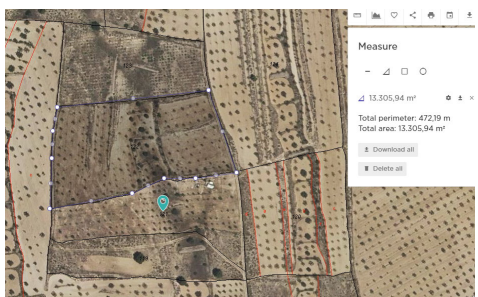 Measure
13.305,94 m²
Total perimeter: 472,19 m
Total area: 13.305,94 m²
Download all
Delete all